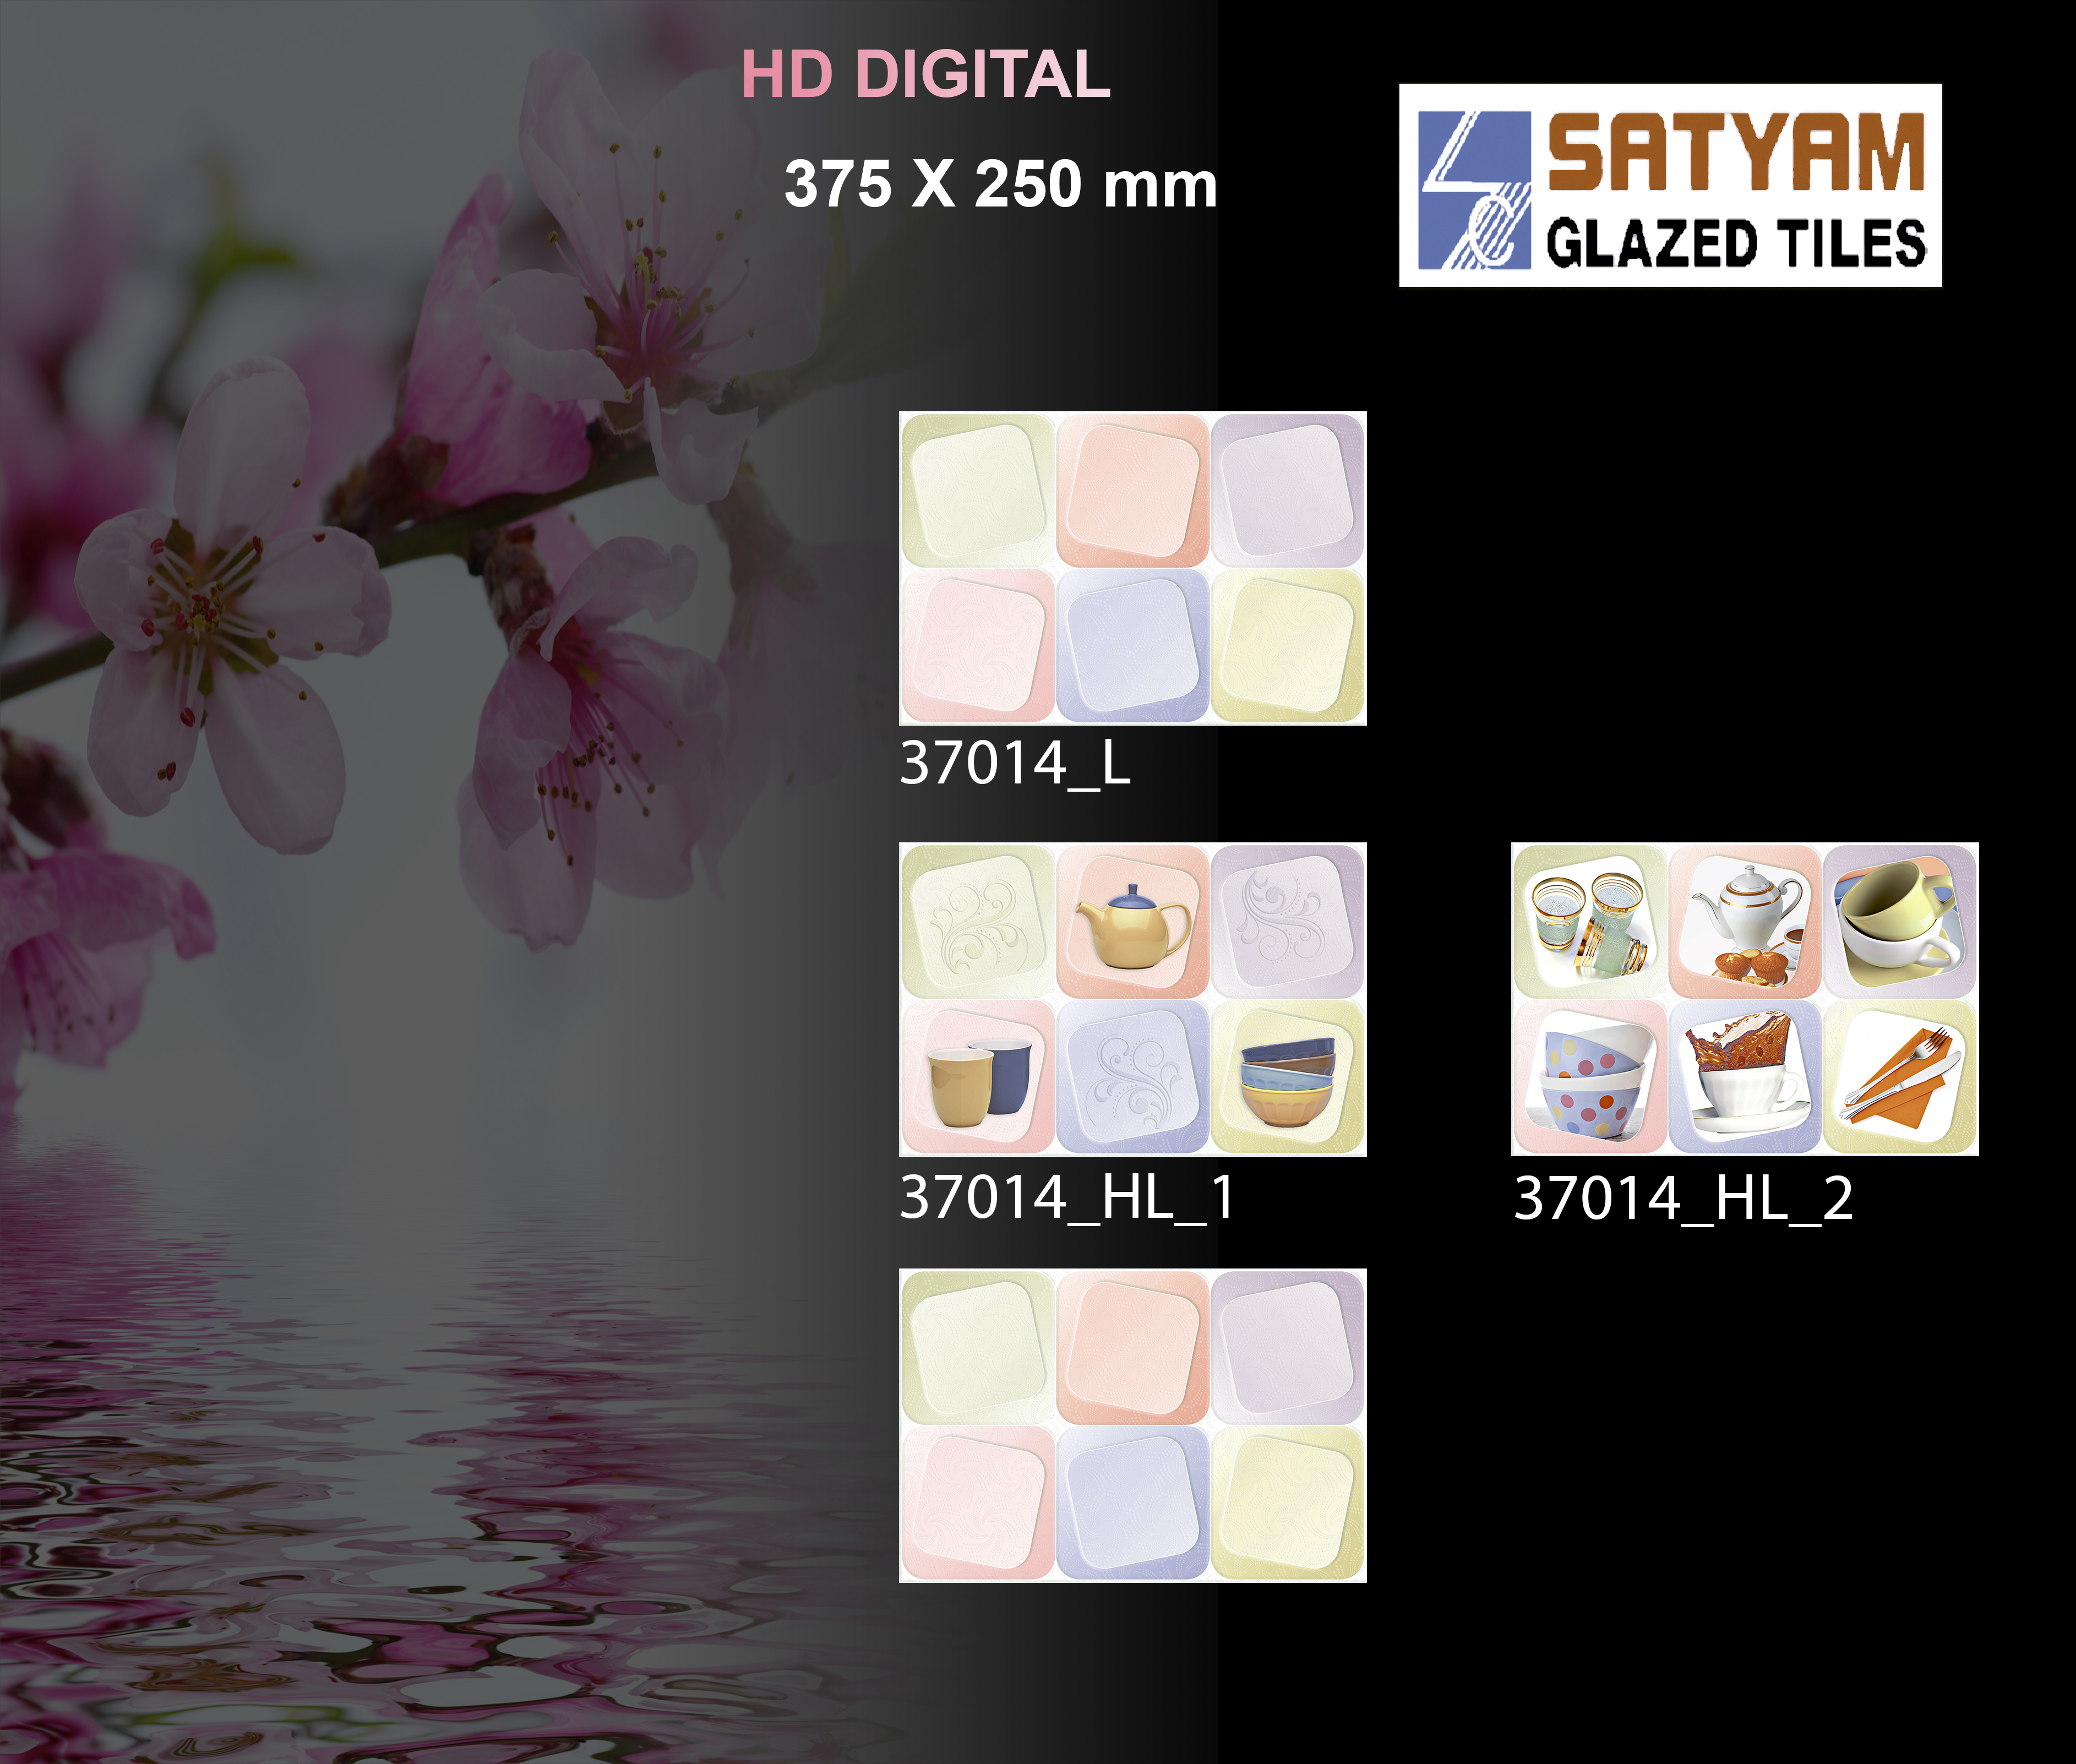 HD DIGITAL
375 X 250 mm
SATYAM
GLAZED TILES
37014_L
37014_HL_1
37014_HL_2